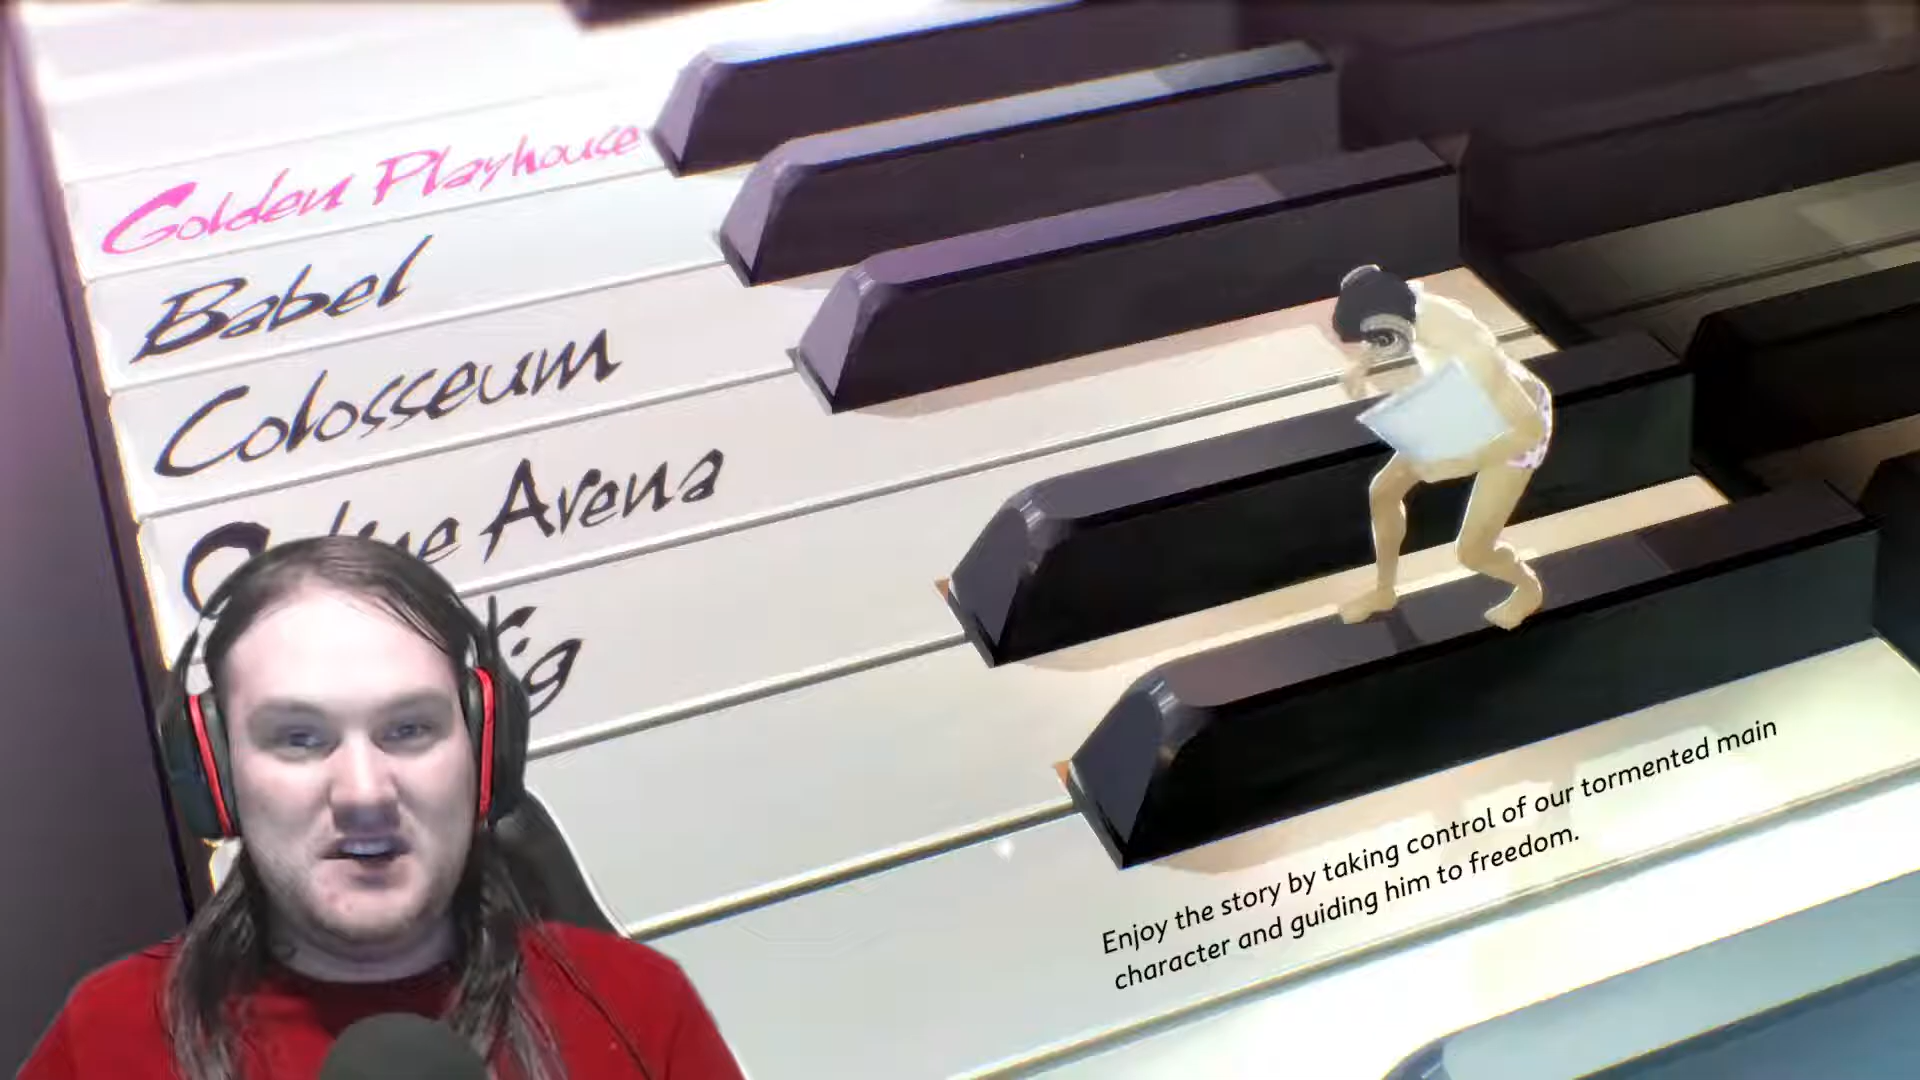 Golden Playhouse
Babel
Colosseum
Arena
Enjoy the story by taking control of our tormented main
character and guiding him to freedom.